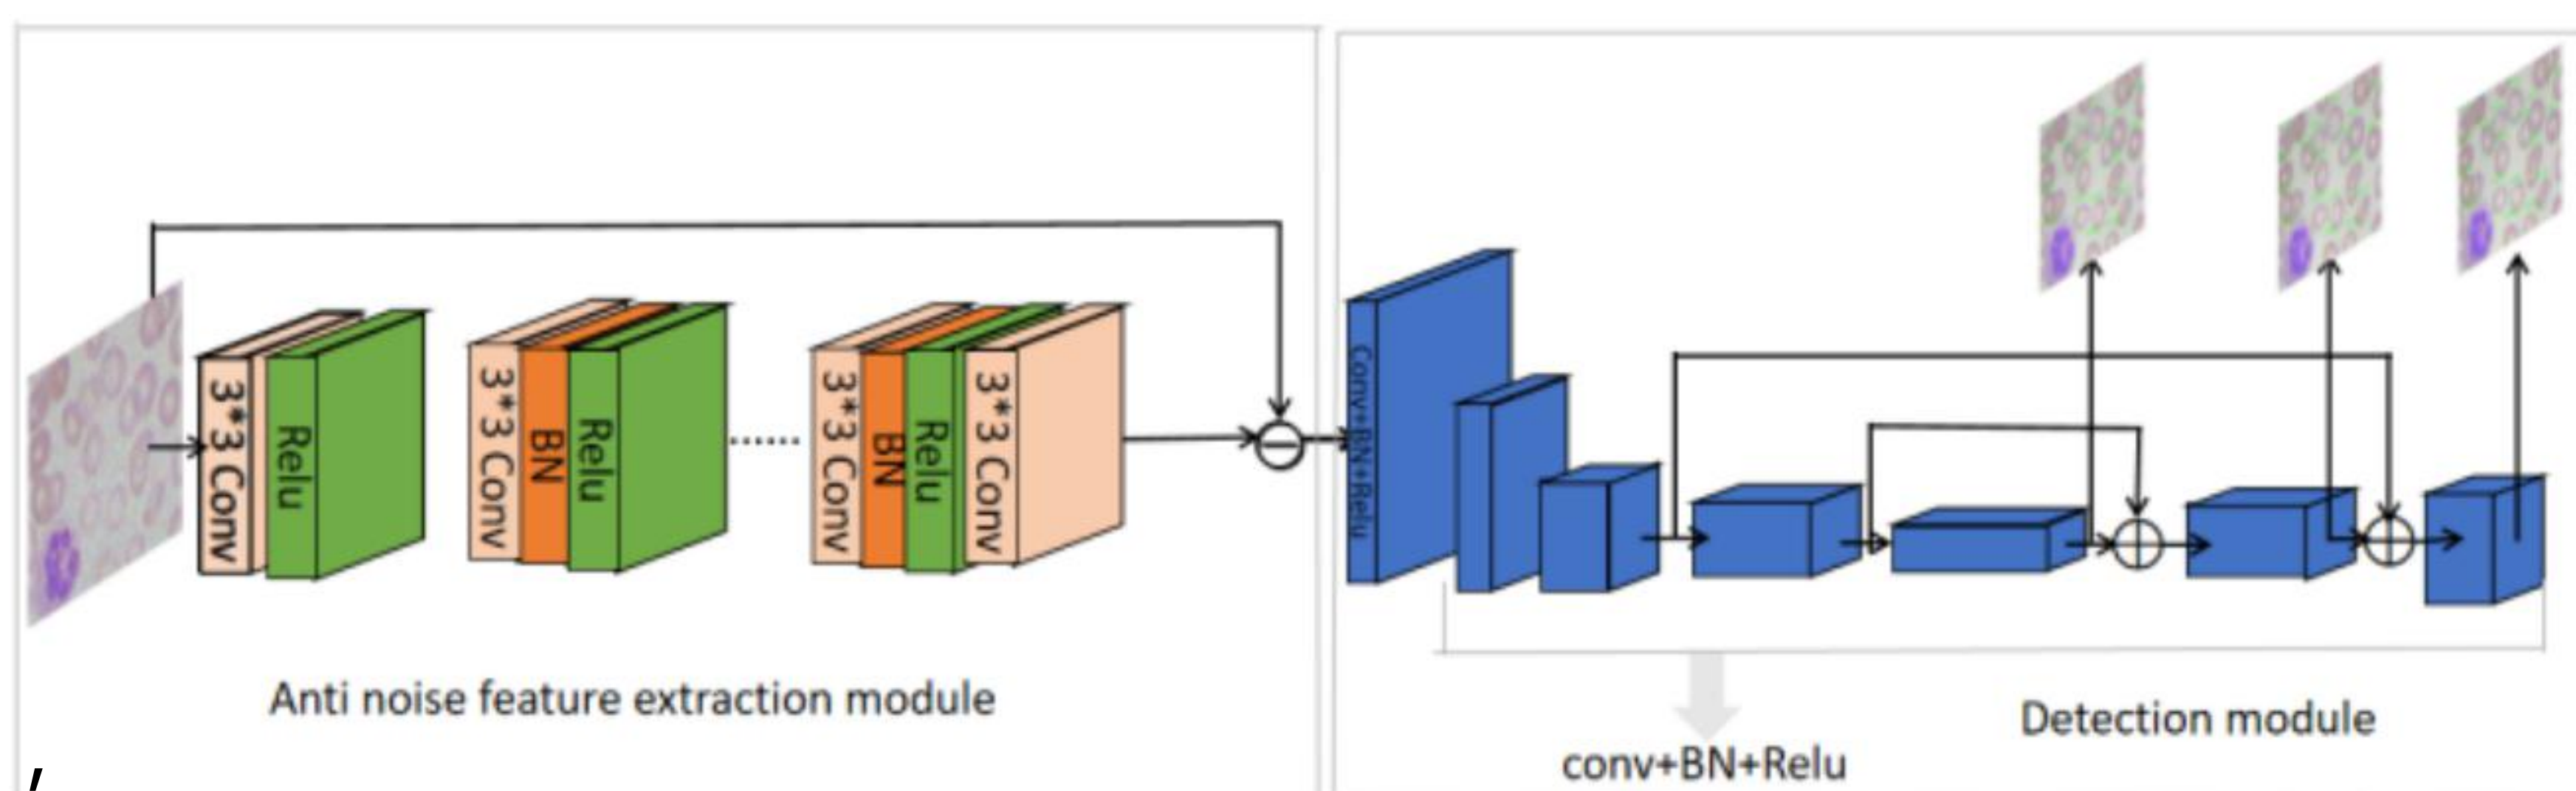 3*3 Conv
Relu
3*3 Conv
BN
Relu
3*3 Conv
BN
Relu
3*3 Conv
Conv+BN+Relu
Anti noise feature extraction module
Detection module
conv+BN+Relu
,